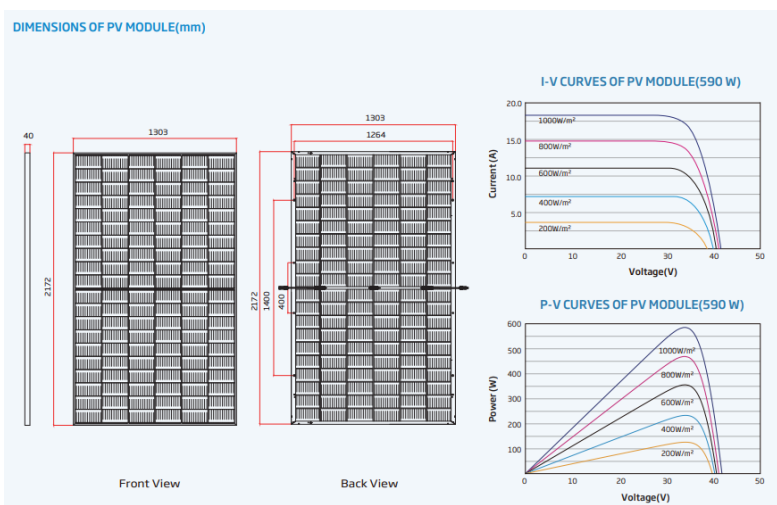 DIMENSIONS OF PV MODULE(mm)
40
1303
2172
Front View
1303
1264
2172
1400
400
Back View
I-V CURVES OF PV MODULE(590 W)
Current(A)
20.0
15.0
10.0
5.0
1000W/m²
800W/m²
600W/m²
400W/m²
200W/m²
0 10 20 30 40 50
Voltage(V)
P-V CURVES OF PV MODULE(590 W)
Power (W)
600
500
400
300
200
100
1000W/m²
800W/m²
600W/m²
400W/m²
200W/m²
0 10 20 30 40 50
Voltage(V)